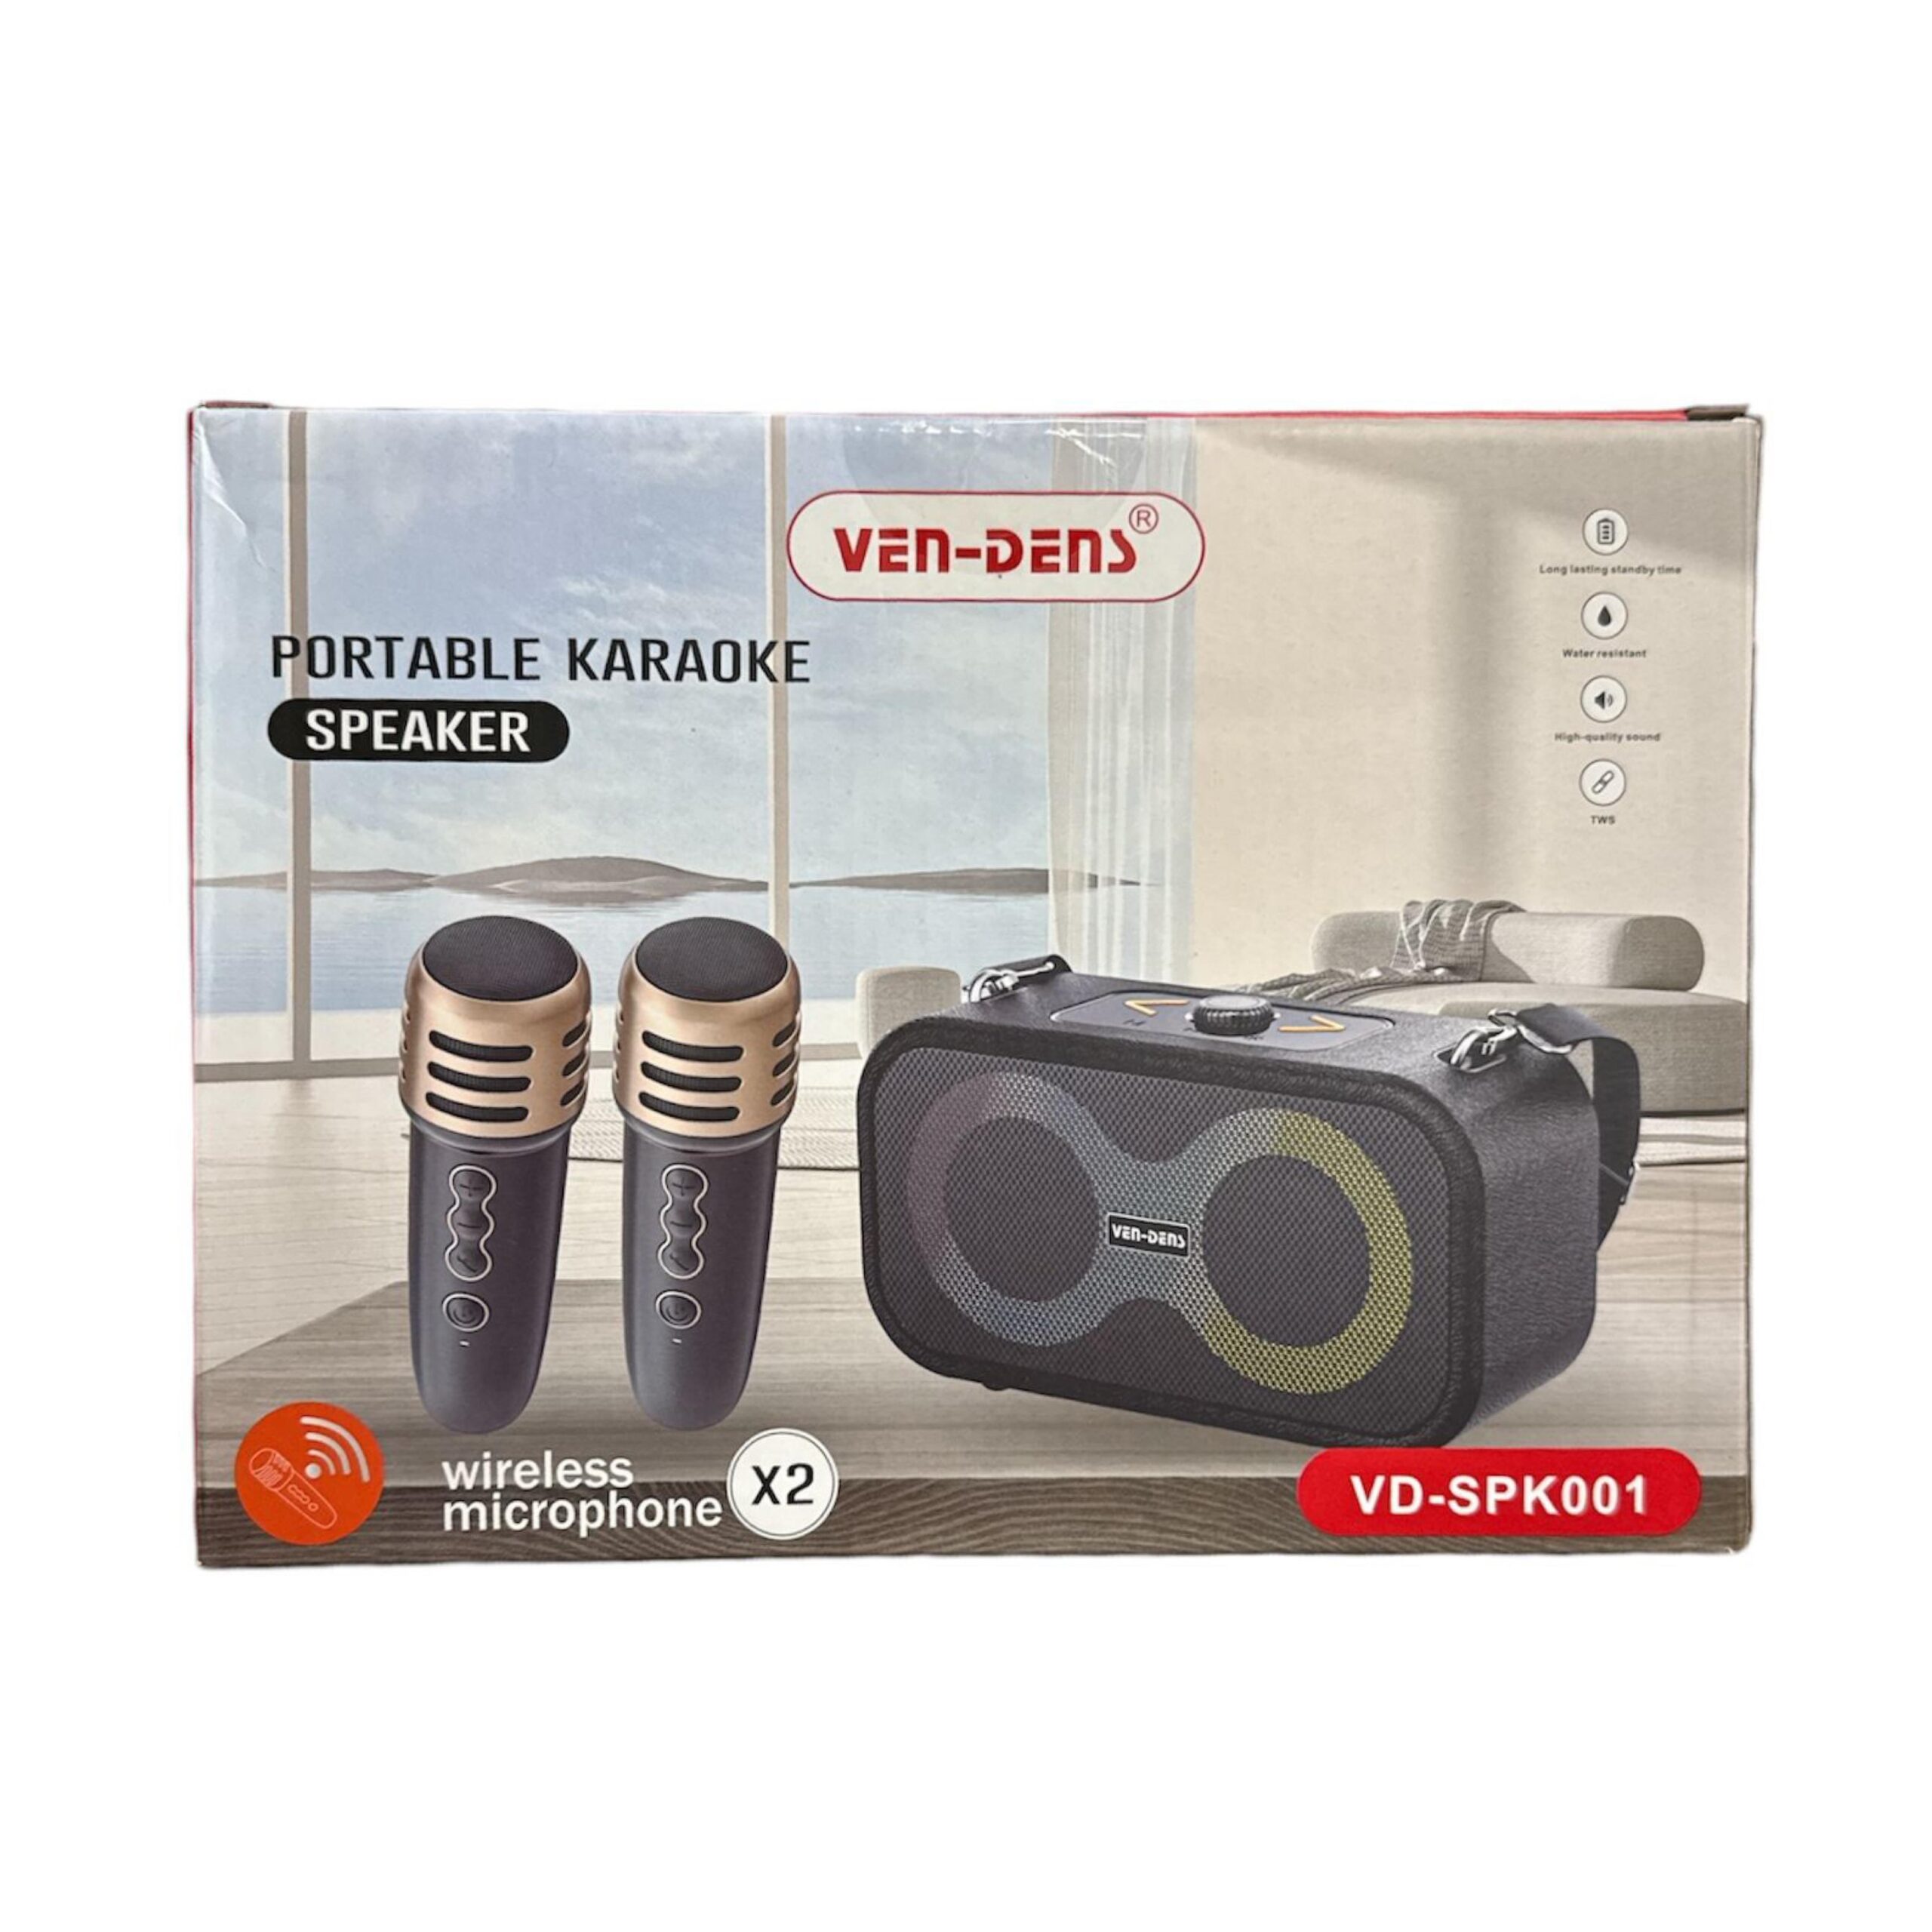 VEN-DENS®
PORTABLE KARAOKE
SPEAKER
Long lasting standby time
Water resistant
High-quality sound
TWS
VEN-DENS
wireless
microphone
X2
VD-SPK001